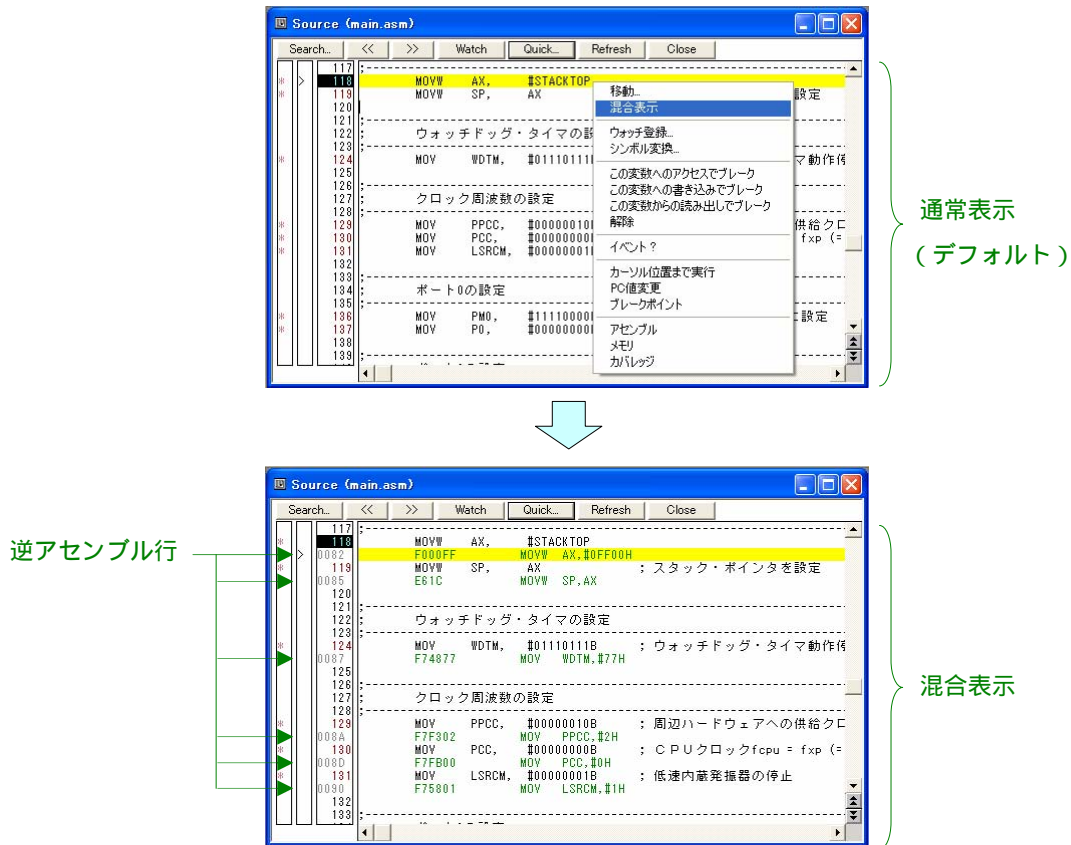 Source (main.asm)
Search... << >> Watch Quick... Refresh Close
117 ;--------------------------------------------------------------
* > 118 MOVW AX, #STACKTOP
* 119 MOVW SP, AX 設定
120
121 ;--------------------------------------------------------------
122 ; ウォッチドッグ・タイマの設
123 ;--------------------------------------------------------------
* 124 MOV WDTM, #01110111 マ動作停
125
126 ;--------------------------------------------------------------
127 ; クロック周波数の設定
128 ;--------------------------------------------------------------
* 129 MOV PPCC, #00000010 供給クロ
* 130 MOV PCC, #00000000 fxp (=
* 131 MOV LSRCM, #00000001
132
133 ;--------------------------------------------------------------
134 ; ポート0の設定
135 ;--------------------------------------------------------------
* 136 MOV PM0, #11110000 設定
* 137 MOV P0, #00000000
138
139 ;--------------------------------------------------------------
移動...
混合表示
ウォッチ登録...
シンボル変換...
この変数へのアクセスでブレーク
この変数への書き込みでブレーク
この変数からの読み出しでブレーク
解除
イベント?
カーソル位置まで実行
PC値変更
ブレークポイント
アセンブル
メモリ
カバレッジ
通常表示
(デフォルト)
Source (main.asm)
Search... << >> Watch Quick... Refresh Close
117 ;--------------------------------------------------------------
* 118 MOVW AX, #STACKTOP
> 0082 F000FF MOVW AX,#0FF00H
* 119 MOVW SP, AX ; スタック・ポインタを設定
0085 E61C MOVW SP,AX
120
121 ;--------------------------------------------------------------
122 ; ウォッチドッグ・タイマの設定
123 ;--------------------------------------------------------------
* 124 MOV WDTM, #01110111B ; ウォッチドッグ・タイマ動作停
0087 F74877 MOV WDTM,#77H
125
126 ;--------------------------------------------------------------
127 ; クロック周波数の設定
128 ;--------------------------------------------------------------
* 129 MOV PPCC, #00000010B ; 周辺ハードウェアへの供給クロ
008A F7F302 MOV PPCC,#2H
* 130 MOV PCC, #00000000B ; CPUクロックfcpu = fxp (=
008D F7FB00 MOV PCC,#0H
* 131 MOV LSRCM, #00000001B ; 低速内蔵発振器の停止
0090 F75801 MOV LSRCM,#1H
132
133 ;--------------------------------------------------------------
逆アセンブル行
混合表示